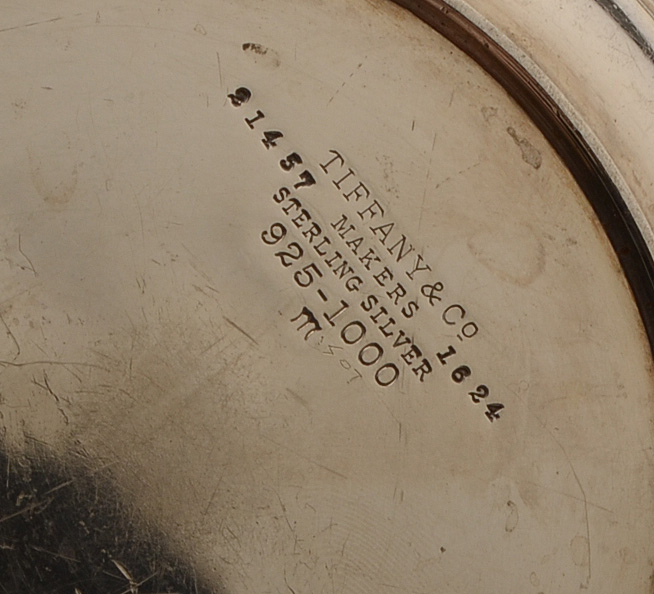 TIFFANY & Co
21457 MAKERS 1624
STERLING SILVER
925-1000
m